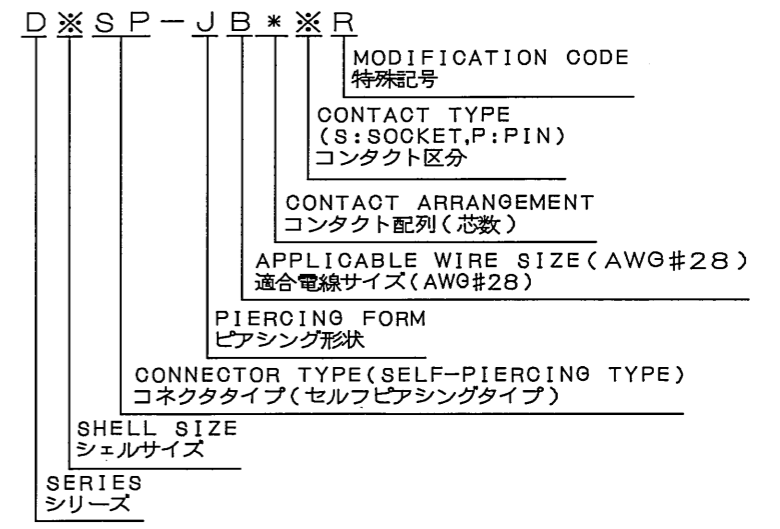 D※SP-JB*※R
MODIFICATION CODE
特殊記号
CONTACT TYPE
(S:SOCKET,P:PIN)
コンタクト区分
CONTACT ARRANGEMENT
コンタクト配列(芯数)
APPLICABLE WIRE SIZE(AWG#28)
適合電線サイズ(AWG#28)
PIERCING FORM
ピアシング形状
CONNECTOR TYPE(SELF-PIERCING TYPE)
コネクタタイプ(セルフピアシングタイプ)
SHELL SIZE
シェルサイズ
SERIES
シリーズ